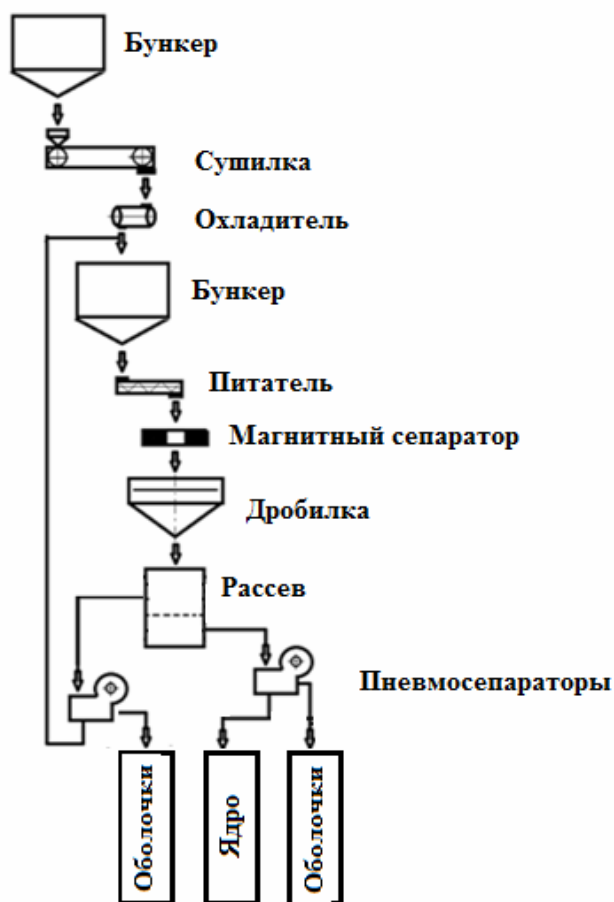 Бункер
Сушилка
Охладитель
Бункер
Питатель
Магнитный сепаратор
Дробилка
Рассев
Пневмосепараторы
Оболочки
Ядро
Оболочки